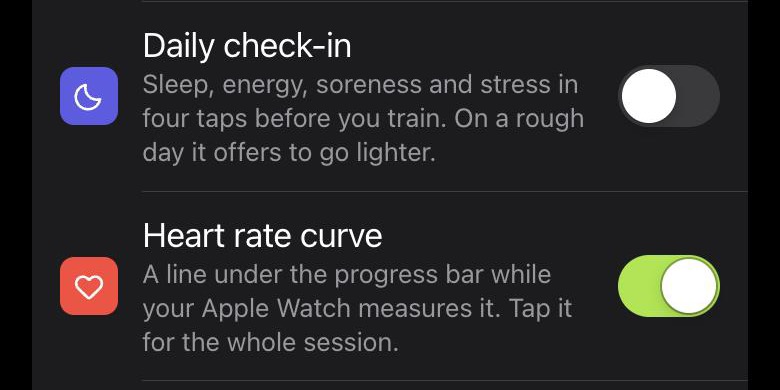 Daily check-in
Sleep, energy, soreness and stress in
four taps before you train. On a rough
day it offers to go lighter.
Heart rate curve
A line under the progress bar while
your Apple Watch measures it. Tap it
for the whole session.